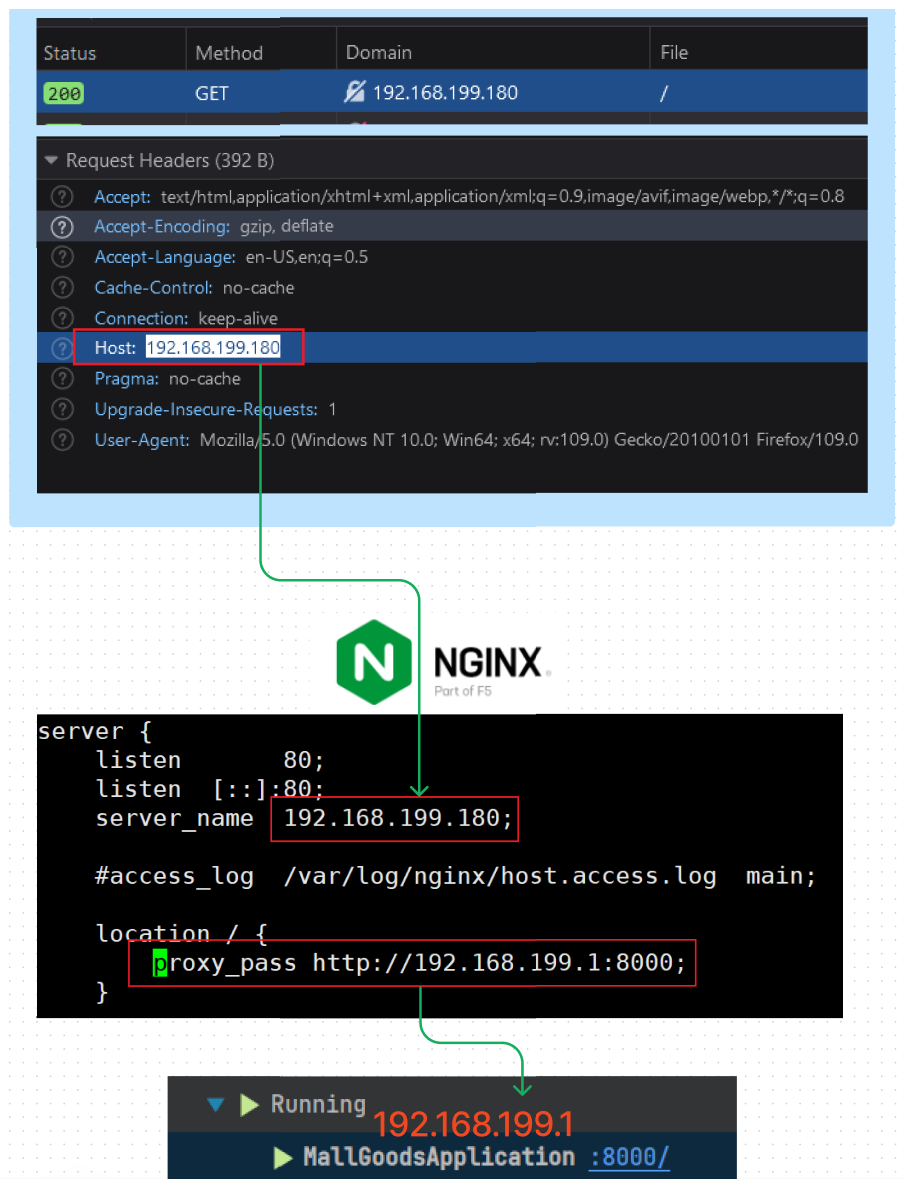 Status Method Domain File
200 GET 192.168.199.180 /
Request Headers (392 B)
Accept: text/html,application/xhtml+xml,application/xml;q=0.9,image/avif,image/webp,*/*;q=0.8
Accept-Encoding: gzip, deflate
Accept-Language: en-US,en;q=0.5
Cache-Control: no-cache
Connection: keep-alive
Host: 192.168.199.180
Pragma: no-cache
Upgrade-Insecure-Requests: 1
User-Agent: Mozilla/5.0 (Windows NT 10.0; Win64; x64; rv:109.0) Gecko/20100101 Firefox/109.0
N NGINX
Part of F5
server {
listen 80;
listen [::]:80;
server_name 192.168.199.180;
#access_log /var/log/nginx/host.access.log main;
location / {
proxy_pass http://192.168.199.1:8000;
}
Running
192.168.199.1
MallGoodsApplication :8000/